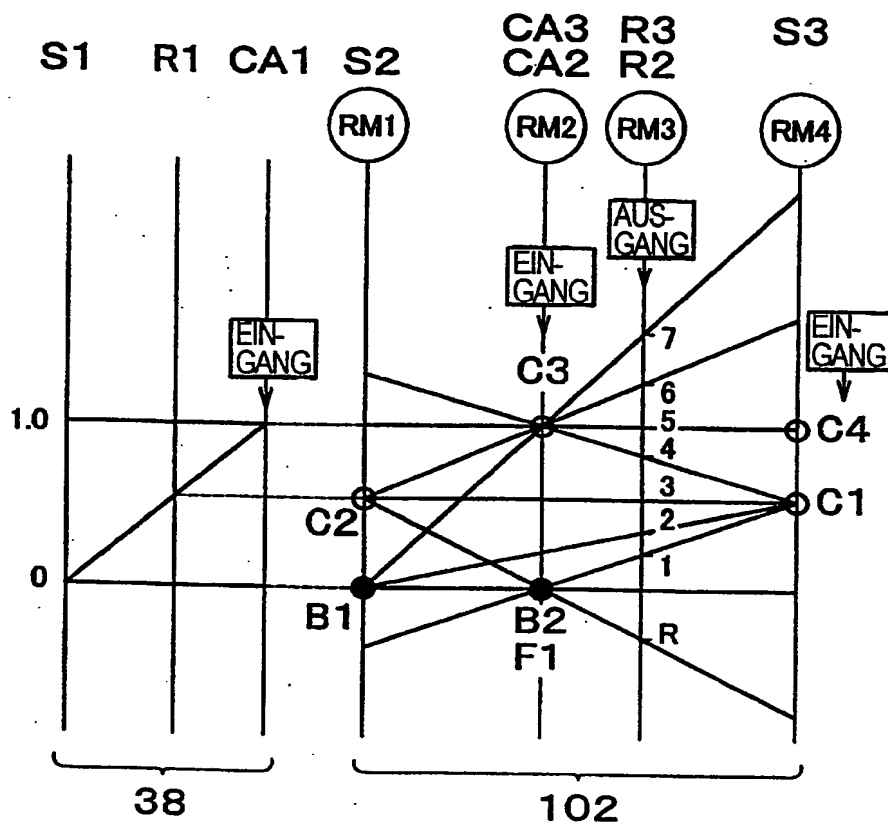 CA3 R3 S3
S1 R1 CA1 S2 CA2 R2
RM1 RM2 RM3 RM4
AUS-
GANG
EIN-
GANG
EIN-
GANG
EIN-
GANG
7
6
C3
1.0
5
C4
4
3
C1
C2
2
1
0
B1
B2
F1
R
38
102